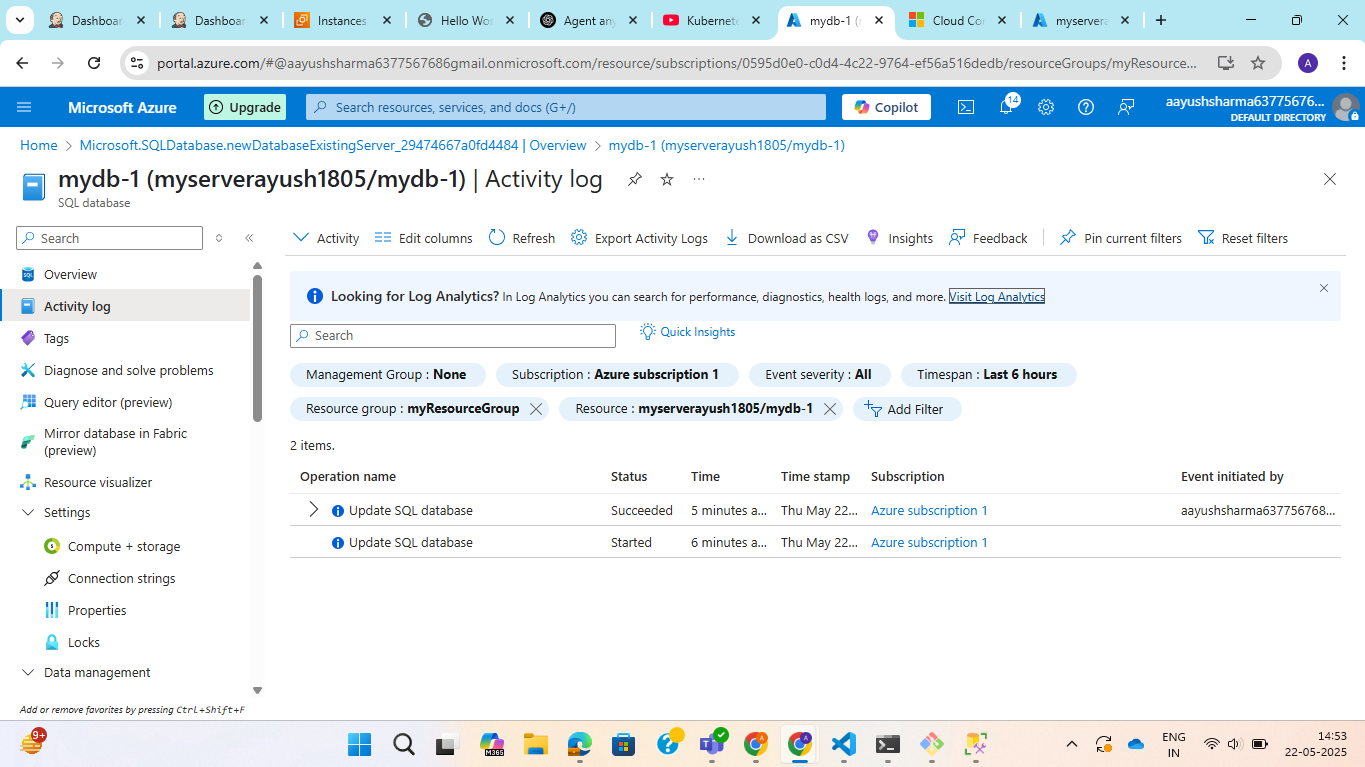 Dashboar
Dashboar
Instances
Hello Wor
Agent any
Kubernete
mydb-1 (m
Cloud Co
myservera
portal.azure.com/#@aayushsharma6377567686gmail.onmicrosoft.com/resource/subscriptions/0595d0e0-c0d4-4c22-9764-ef56a516dedb/resourceGroups/myResource...
A
Microsoft Azure
Upgrade
Search resources, services, and docs (G+/)
Copilot
14
aayushsharma63775676...
DEFAULT DIRECTORY
Home > Microsoft.SQLDatabase.newDatabaseExistingServer_29474667a0fd4484 | Overview > mydb-1 (myserverayush1805/mydb-1)
mydb-1 (myserverayush1805/mydb-1) | Activity log
SQL database
Search
Overview
Activity log
Tags
Diagnose and solve problems
Query editor (preview)
Mirror database in Fabric
(preview)
Resource visualizer
Settings
Compute + storage
Connection strings
Properties
Locks
Data management
Add or remove favorites by pressing Ctrl+Shift+F
Activity
Edit columns
Refresh
Export Activity Logs
Download as CSV
Insights
Feedback
Pin current filters
Reset filters
Looking for Log Analytics? In Log Analytics you can search for performance, diagnostics, health logs, and more. Visit Log Analytics
Search
Quick Insights
Management Group : None
Subscription : Azure subscription 1
Event severity : All
Timespan : Last 6 hours
Resource group : myResourceGroup
Resource : myserverayush1805/mydb-1
Add Filter
2 items.
Operation name Status Time Time stamp Subscription Event initiated by
Update SQL database Succeeded 5 minutes a... Thu May 22... Azure subscription 1 aayushsharma637756768...
Update SQL database Started 6 minutes a... Thu May 22... Azure subscription 1
9+
M365
ENG
IN
14:53
22-05-2025